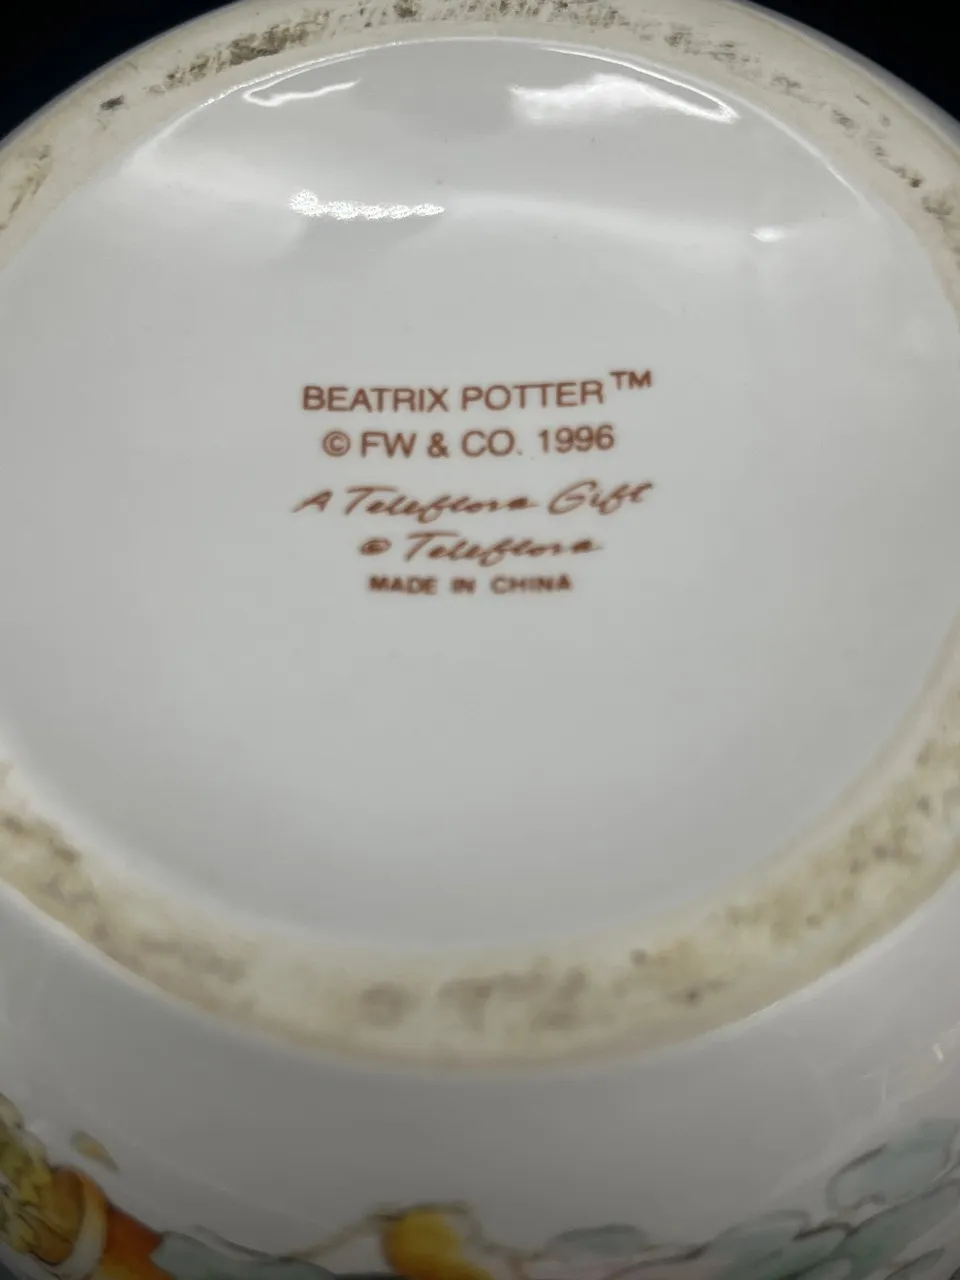 BEATRIX POTTER™
© FW & CO. 1996
A Teleflora Gift
© Teleflora
MADE IN CHINA